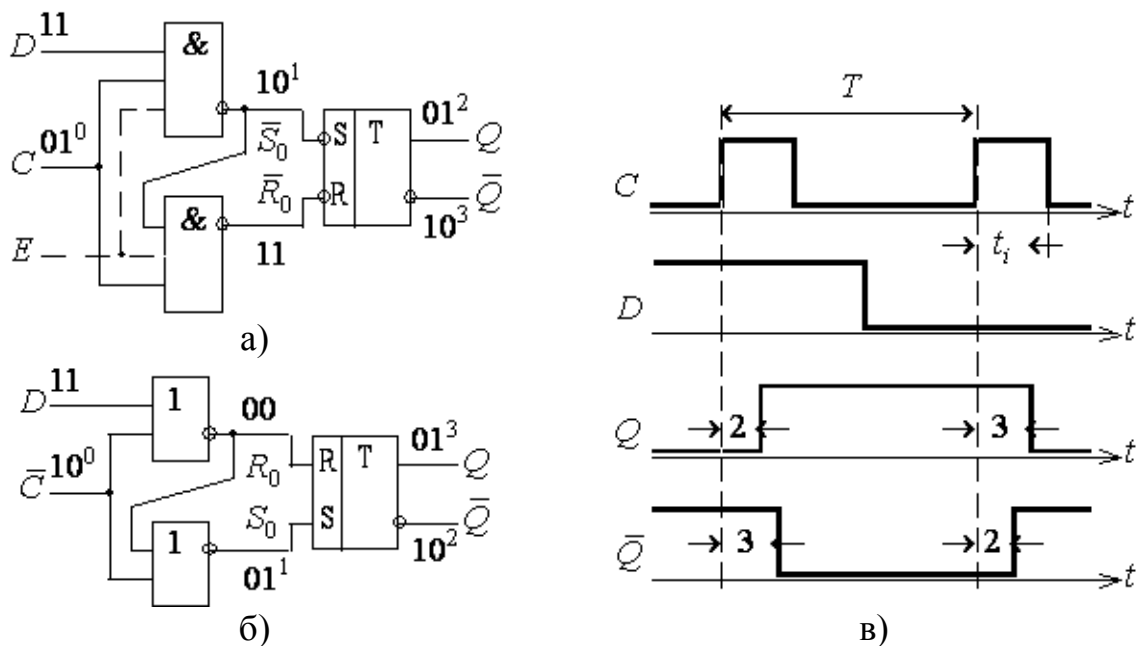 D 11
&
10¹
C 01⁰
S̄₀
S T
01²
Q
R̄₀
R
Q̄
10³
Ē
&
11
а)
D 11
1
00
R₀
R T
01³
Q
C̄ 10⁰
S₀
S
Q̄
10²
1
01¹
б)
T
C
t
tᵢ
D
t
Q
2
3
t
Q̄
3
2
t
в)